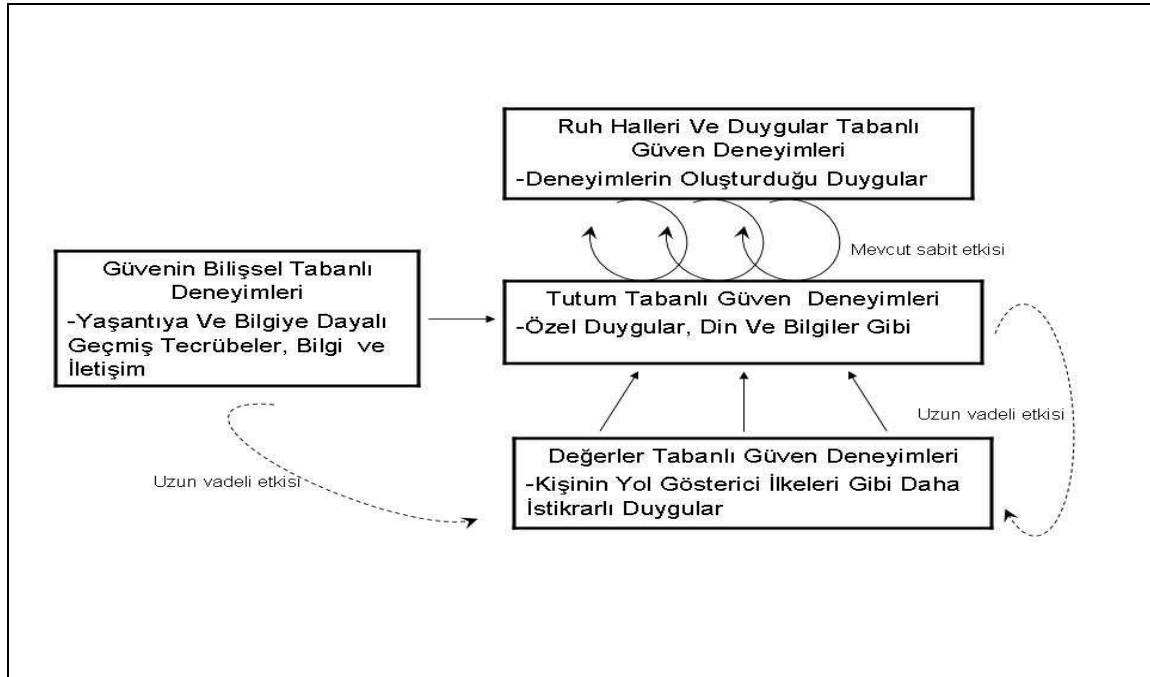 Ruh Halleri Ve Duygular Tabanlı
Güven Deneyimleri
-Deneyimlerin Oluşturduğu Duygular
Mevcut sabit etkisi
Güvenin Bilişsel Tabanlı
Deneyimleri
-Yaşantıya Ve Bilgiye Dayalı
Geçmiş Tecrübeler, Bilgi ve
İletişim
Tutum Tabanlı Güven Deneyimleri
-Özel Duygular, Din Ve Bilgiler Gibi
Uzun vadeli etkisi
Değerler Tabanlı Güven Deneyimleri
-Kişinin Yol Gösterici İlkeleri Gibi Daha
İstikrarlı Duygular
Uzun vadeli etkisi